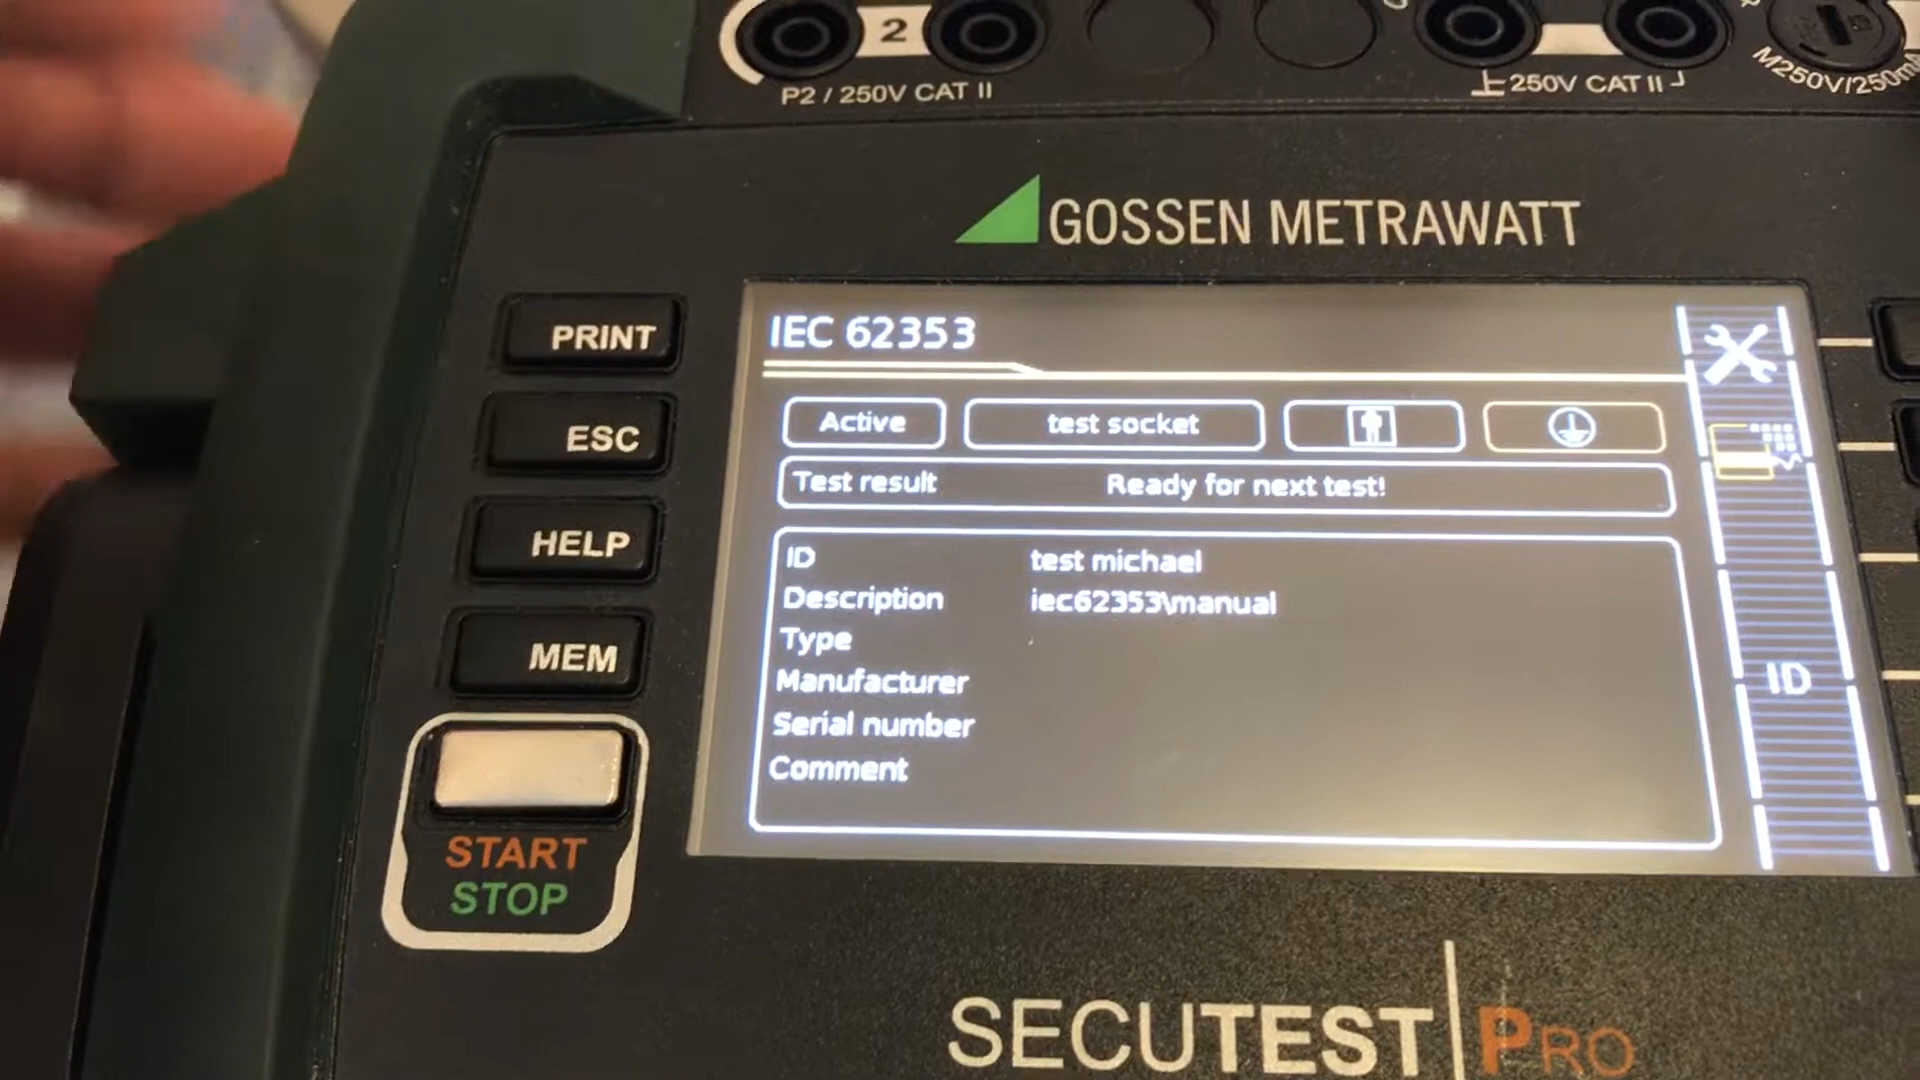 2
P2 / 250V CAT II
250V CAT II
M250V/250m
GOSSEN METRAWATT
PRINT
ESC
HELP
MEM
START
STOP
IEC 62353
Active
test socket
Test result Ready for next test!
ID test michael
Description iec62353\manual
Type
Manufacturer
Serial number
Comment
ID
SECUTEST PRO